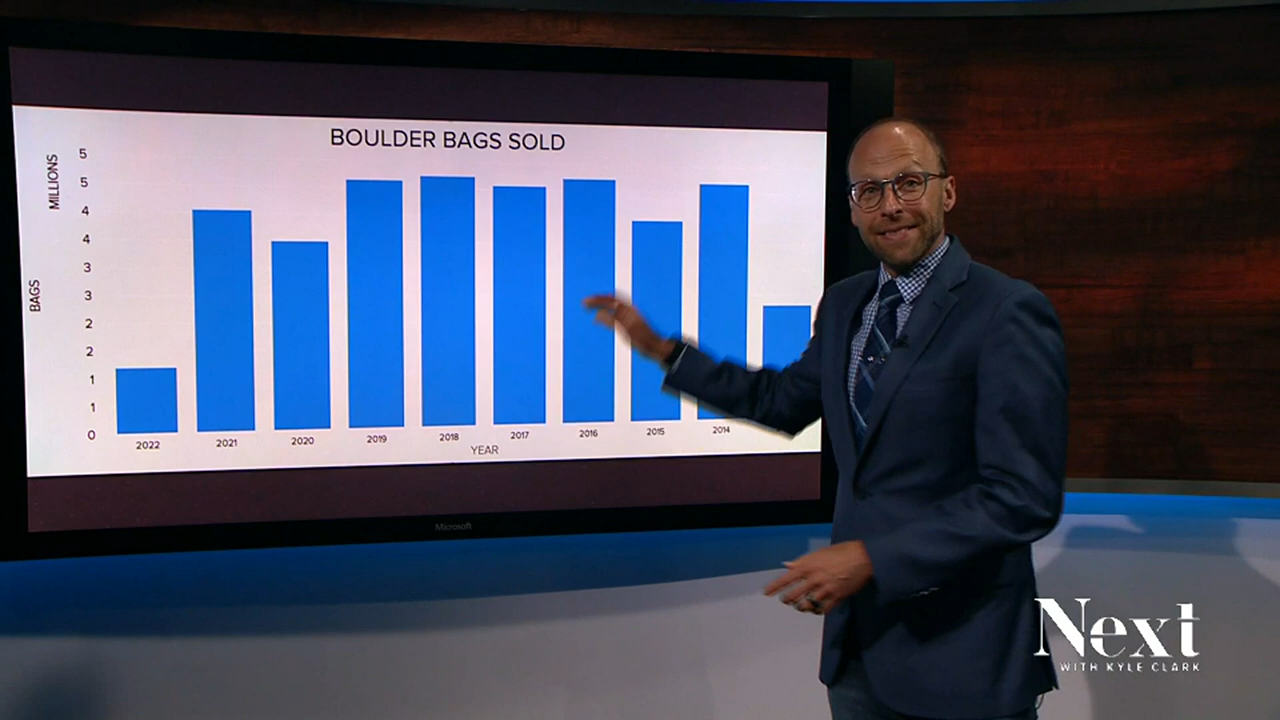 BOULDER BAGS SOLD
MILLIONS
BAGS
5
5
4
4
3
3
2
2
1
1
0
2022 2021 2020 2019 2018 2017 2016 2015 2014
YEAR
Microsoft
Next
WITH KYLE CLARK